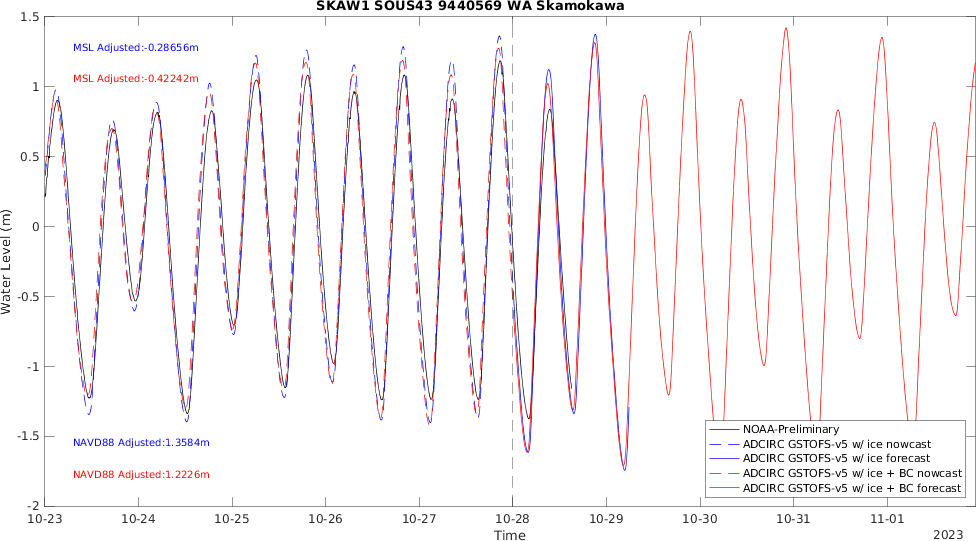 SKAW1 SOUS43 9440569 WA Skamokawa
1.5
1
0.5
0
-0.5
-1
-1.5
-2
Water Level (m)
MSL Adjusted:-0.28656m
MSL Adjusted:-0.42242m
NAVD88 Adjusted:1.3584m
NAVD88 Adjusted:1.2226m
NOAA-Preliminary
ADCIRC GSTOFS-v5 w/ ice nowcast
ADCIRC GSTOFS-v5 w/ ice forecast
ADCIRC GSTOFS-v5 w/ ice + BC nowcast
ADCIRC GSTOFS-v5 w/ ice + BC forecast
10-23 10-24 10-25 10-26 10-27 10-28 10-29 10-30 10-31 11-01
Time
2023